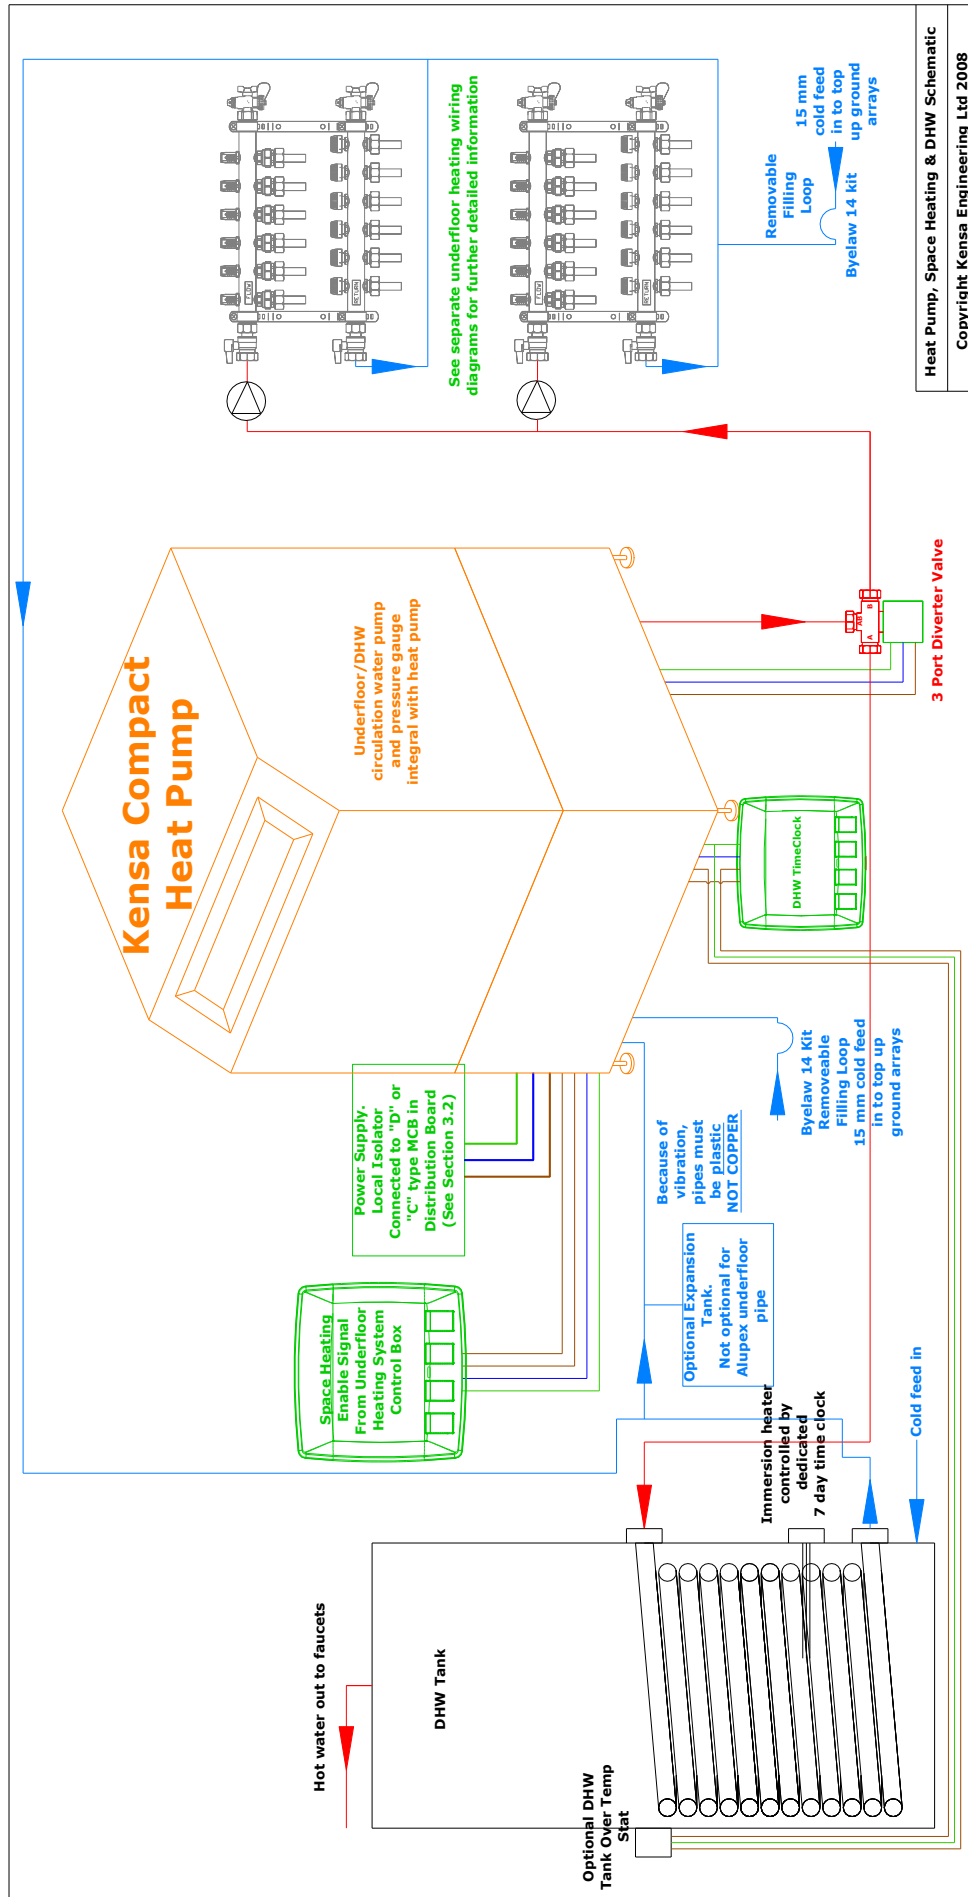 Hot water out to faucets
DHW Tank
Optional DHW
Tank Over Temp
Stat
Immersion heater
controlled by
dedicated
7 day time clock
Cold feed in
Space Heating
Enable Signal
From Underfloor
Heating System
Control Box
Power Supply.
Local Isolator
Connected to "D" or
"C" type MCB in
Distribution Board
(See Section 3.2)
Optional Expansion
Tank.
Not optional for
Alupex underfloor
pipe
Because of
vibration,
pipes must
be plastic
NOT COPPER
Byelaw 14 Kit
Removeable
Filling Loop
15 mm cold feed
in to top up
ground arrays
Kensa Compact
Heat Pump
Underfloor/DHW
circulation water pump
and pressure gauge
integral with heat pump
DHW TimeClock
A
AB
B
3 Port Diverter Valve
FLOW
RETURN
See separate underfloor heating wiring
diagrams for further detailed information
FLOW
RETURN
Removable
Filling
Loop
15 mm
cold feed
in to top
up ground
arrays
Byelaw 14 kit
Heat Pump, Space Heating & DHW Schematic
Copyright Kensa Engineering Ltd 2008